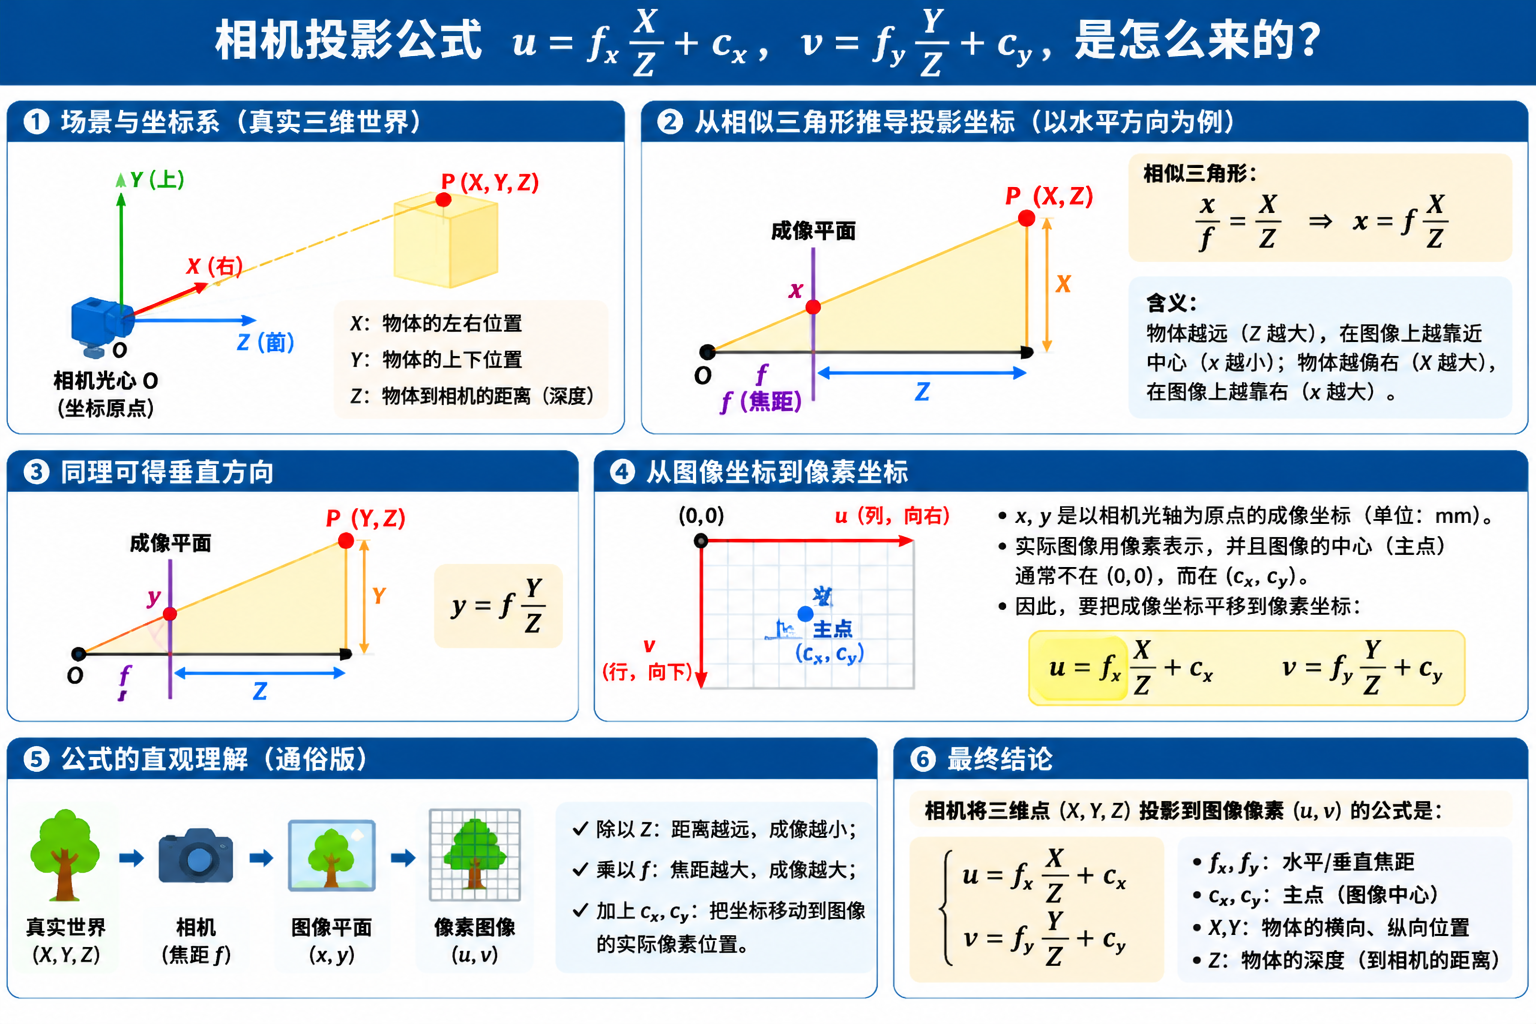 相机投影公式 u = f_x X/Z + c_x , v = f_y Y/Z + c_y, 是怎么来的?
1 场景与坐标系（真实三维世界）
Y (上)
P (X, Y, Z)
X (右)
Z (前)
O
相机光心 O
(坐标原点)
X：物体的左右位置
Y：物体的上下位置
Z：物体到相机的距离（深度）
2 从相似三角形推导投影坐标（以水平方向为例）
P (X, Z)
成像平面
x
X
O
f
f (焦距)
Z
相似三角形：
x/f = X/Z ⇒ x = f X/Z
含义：
物体越远（Z 越大），在图像上越靠近
中心（x 越小）；物体越偏右（X 越大），
在图像上越靠右（x 越大）。
3 同理可得垂直方向
P (Y, Z)
成像平面
y
Y
O
f
Z
y = f Y/Z
4 从图像坐标到像素坐标
(0,0)
u (列，向右)
v
(行，向下)
主点
(c_x, c_y)
• x, y 是以相机光轴为原点的成像坐标（单位：mm）。
• 实际图像用像素表示，并且图像的中心（主点）
通常不在 (0,0)，而在 (c_x, c_y)。
• 因此，要把成像坐标平移到像素坐标：
u = f_x X/Z + c_x v = f_y Y/Z + c_y
5 公式的直观理解（通俗版）
真实世界
(X, Y, Z)
相机
(焦距 f)
图像平面
(x, y)
像素图像
(u, v)
✓ 除以 Z：距离越远，成像越小；
✓ 乘以 f：焦距越大，成像越大；
✓ 加上 c_x, c_y：把坐标移动到图像
的实际像素位置。
6 最终结论
相机将三维点 (X, Y, Z) 投影到图像像素 (u, v) 的公式是：
u = f_x X/Z + c_x
v = f_y Y/Z + c_y
• f_x, f_y：水平/垂直焦距
• c_x, c_y：主点（图像中心）
• X,Y：物体的横向、纵向位置
• Z：物体的深度（到相机的距离）